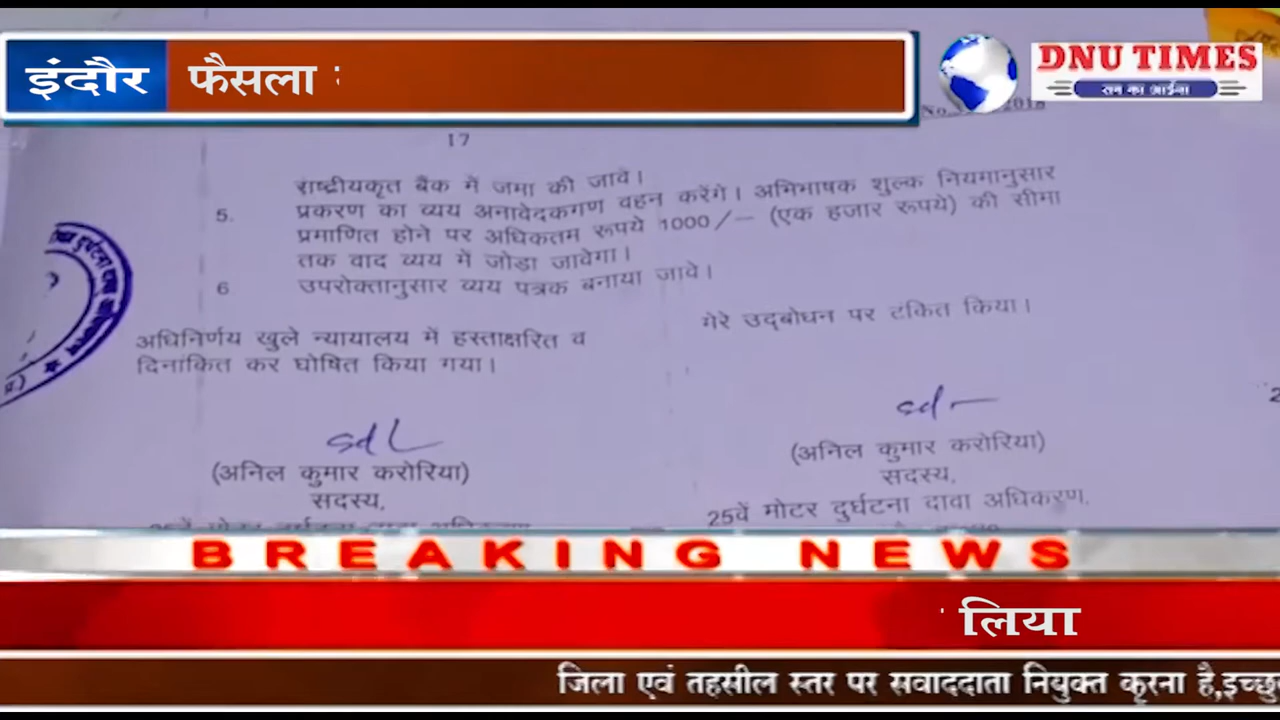 इंदौर
फैसला
DNU TIMES
सच का आईना
17
राष्ट्रीयकृत बैंक में जमा की जावे।
5. प्रकरण का व्यय अनावेदकगण वहन करेंगे। अभिभाषक शुल्क नियमानुसार
प्रमाणित होने पर अधिकतम रूपये 1000/— (एक हजार रूपये) की सीमा
तक वाद व्यय में जोडा जावेगा।
6 उपरोक्तानुसार व्यय पत्रक बनाया जावे।
अधिनिर्णय खुले न्यायालय में हस्ताक्षरित व
दिनांकित कर घोषित किया गया।
मेरे उद्बोधन पर टंकित किया।
sd
(अनिल कुमार करोरिया)
सदस्य,
sd
(अनिल कुमार करोरिया)
सदस्य,
25वें मोटर दुर्घटना दावा अधिकरण,
BREAKING NEWS
लिया
जिला एवं तहसील स्तर पर सवाददाता नियुक्त करना है,इच्छु